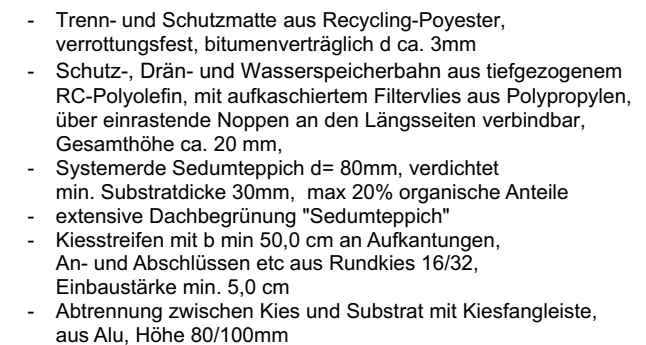 - Trenn- und Schutzmatte aus Recycling-Poyester,
verrottungsfest, bitumenverträglich d ca. 3mm
- Schutz-, Drän- und Wasserspeicherbahn aus tiefgezogenem
RC-Polyolefin, mit aufkaschiertem Filtervlies aus Polypropylen,
über einrastende Noppen an den Längsseiten verbindbar,
Gesamthöhe ca. 20 mm,
- Systemerde Sedumteppich d= 80mm, verdichtet
min. Substratdicke 30mm, max 20% organische Anteile
- extensive Dachbegrünung "Sedumteppich"
- Kiesstreifen mit b min 50,0 cm an Aufkantungen,
An- und Abschlüssen etc aus Rundkies 16/32,
Einbaustärke min. 5,0 cm
- Abtrennung zwischen Kies und Substrat mit Kiesfangleiste,
aus Alu, Höhe 80/100mm